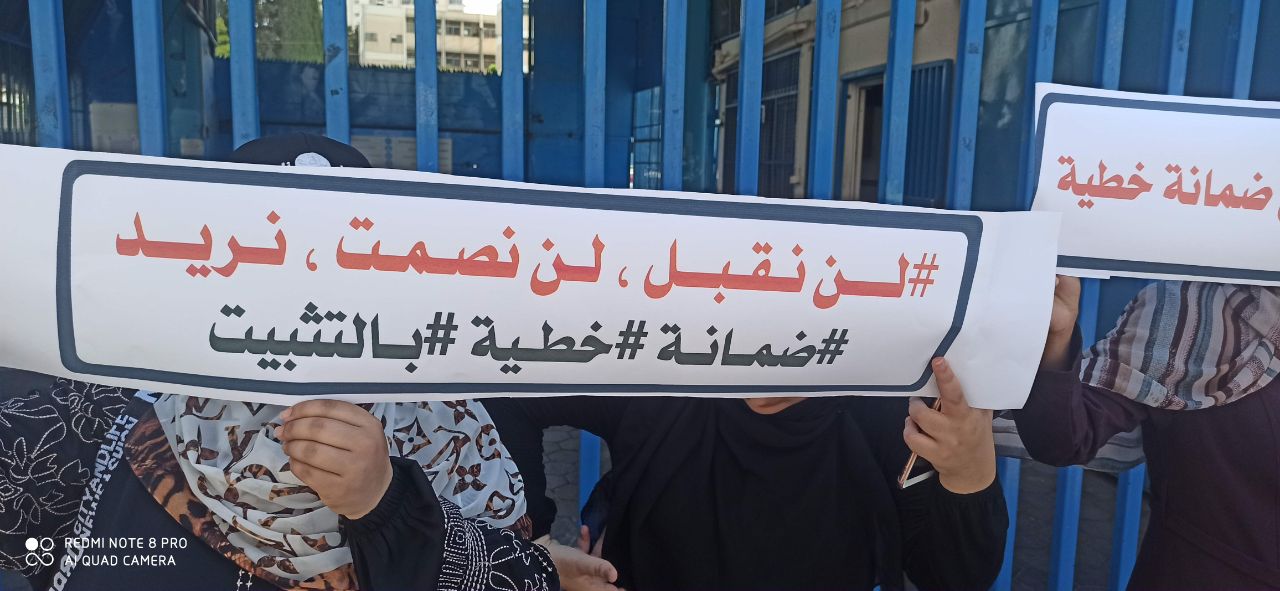 #لن نقبل ، لن نصمت ، نريد
#ضمانة #خطية #بالتثبيت
ضمانة خطية
REDMI NOTE 8 PRO
AI QUAD CAMERA